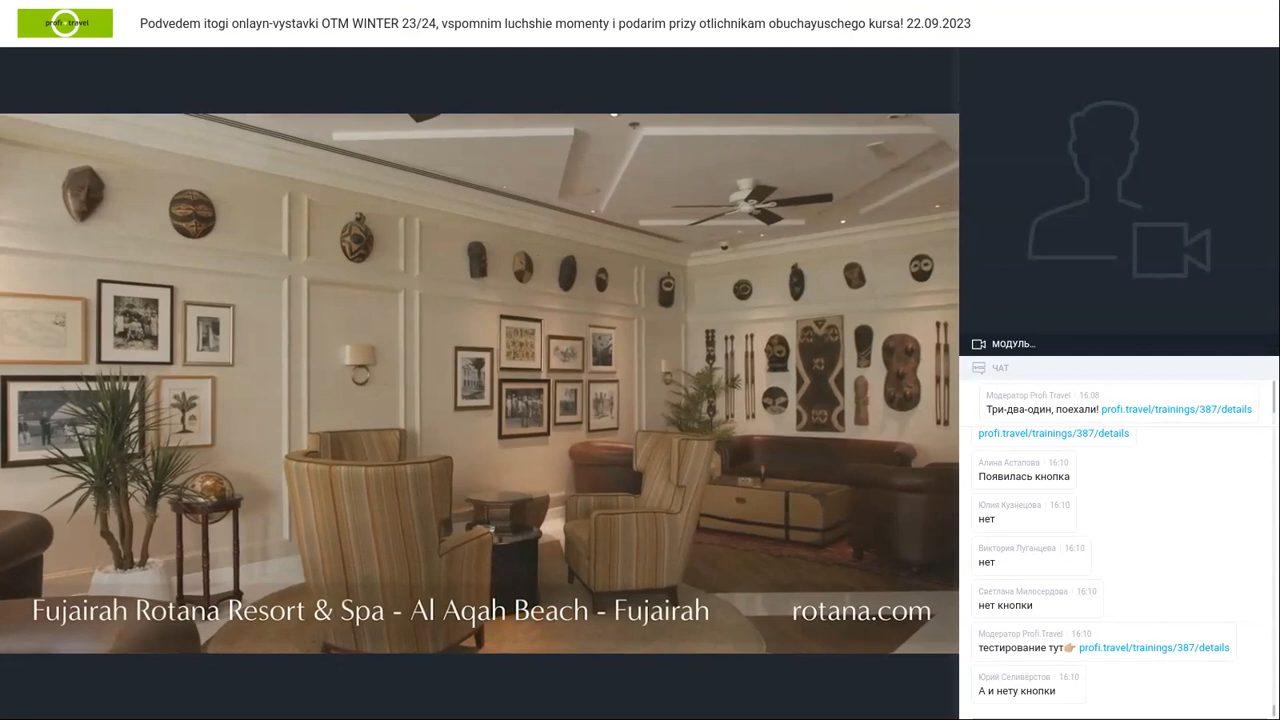 profi travel
Podvedem itogi onlayn-vystavki OTM WINTER 23/24, vspomnim luchshie momenty i podarim prizy otlichnikam obuchayuschego kursa! 22.09.2023
Fujairah Rotana Resort & Spa - Al Aqah Beach - Fujairah
rotana.com
МОДУЛЬ...
ЧАТ
Модератор Profi.Travel · 16:08
Три-два-один, поехали! profi.travel/trainings/387/details
profi.travel/trainings/387/details
Алина Астапова · 16:10
Появилась кнопка
Юлия Кузнецова · 16:10
нет
Виктория Луганцева · 16:10
нет
Светлана Милосердова · 16:10
нет кнопки
Модератор Profi.Travel · 16:10
тестирование тут👉🏼 profi.travel/trainings/387/details
Юрий Селивёрстов · 16:10
А и нету кнопки